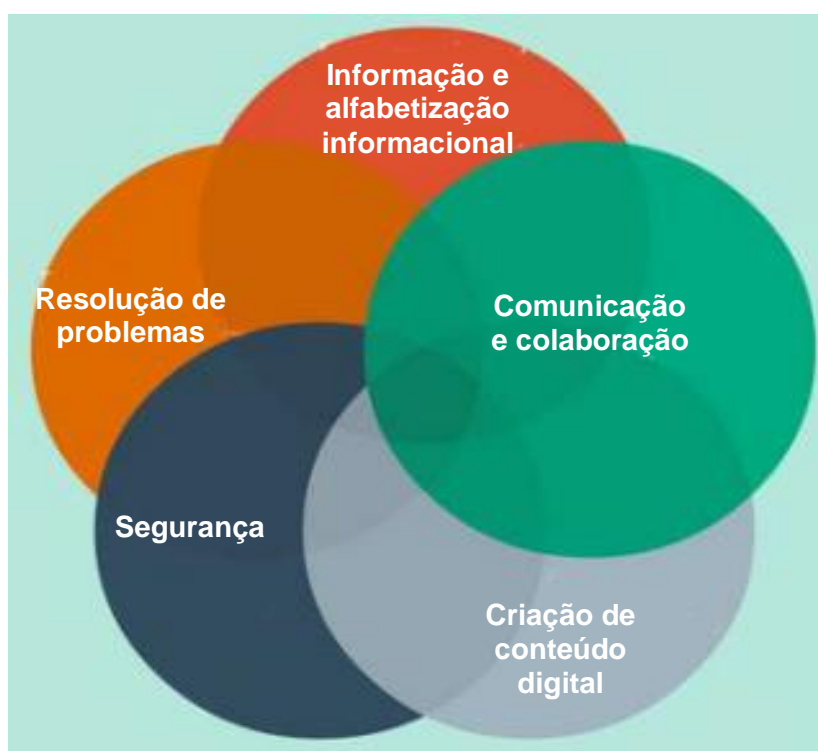 Informação e
alfabetização
informacional
Resolução de
problemas
Comunicação
e colaboração
Segurança
Criação de
conteúdo
digital